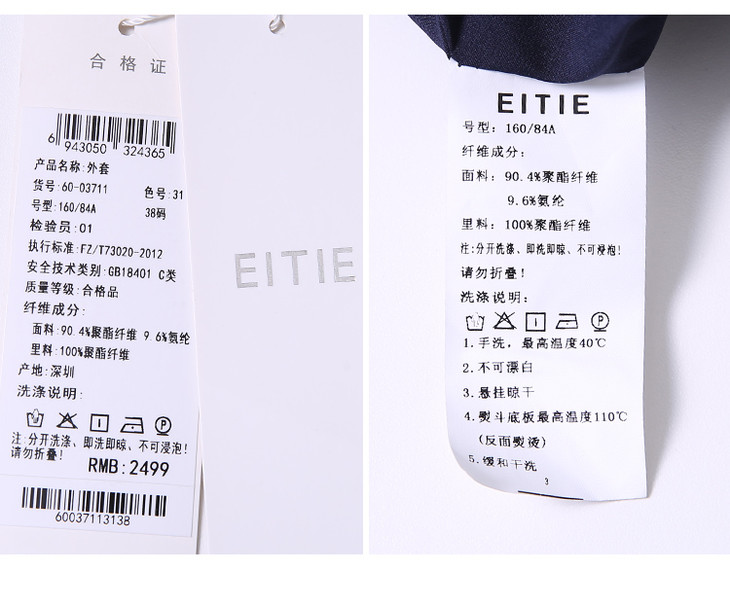 合格证
6 943050 324365
产品名称:外套
货号:60-03711 色号:31
号型:160/84A 38码
检验员:01
执行标准:FZ/T73020-2012
安全技术类别:GB18401 C类
质量等级:合格品
纤维成分:
面料:90.4%聚酯纤维 9.6%氨纶
里料:100%聚酯纤维
产地:深圳
洗涤说明:
P
注:分开洗涤、即洗即晾、不可浸泡!
请勿折叠!
RMB:2499
60037113138
EITIE
EITIE
号型: 160/84A
纤维成分:
面料: 90.4%聚酯纤维
9.6%氨纶
里料: 100%聚酯纤维
注:分开洗涤、即洗即晾、不可浸泡!
请勿折叠!
洗涤说明:
P
1.手洗，最高温度40℃
2.不可漂白
3.悬挂晾干
4.熨斗底板最高温度110℃
(反面熨烫)
5.缓和干洗
3